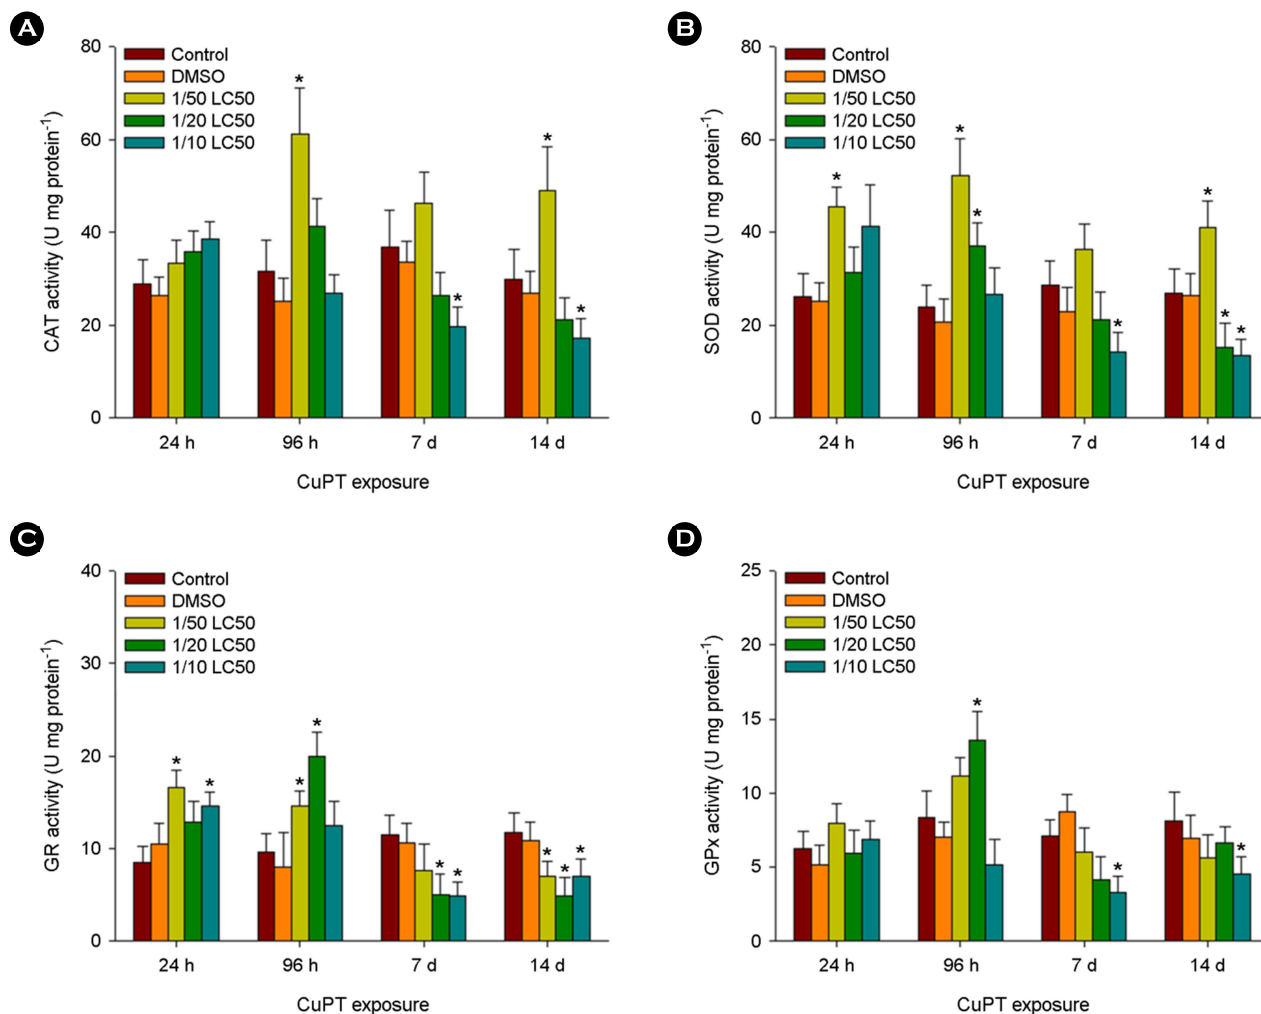 A
80
60
40
20
0
CAT activity (U mg protein-1)
Control
DMSO
1/50 LC50
1/20 LC50
1/10 LC50
*
*
*
*
24 h 96 h 7 d 14 d
CuPT exposure
B
80
60
40
20
0
SOD activity (U mg protein-1)
Control
DMSO
1/50 LC50
1/20 LC50
1/10 LC50
*
*
*
*
*
*
*
24 h 96 h 7 d 14 d
CuPT exposure
C
40
30
20
10
0
GR activity (U mg protein-1)
Control
DMSO
1/50 LC50
1/20 LC50
1/10 LC50
*
*
*
*
*
*
*
*
*
24 h 96 h 7 d 14 d
CuPT exposure
D
25
20
15
10
5
0
GPx activity (U mg protein-1)
Control
DMSO
1/50 LC50
1/20 LC50
1/10 LC50
*
*
*
24 h 96 h 7 d 14 d
CuPT exposure